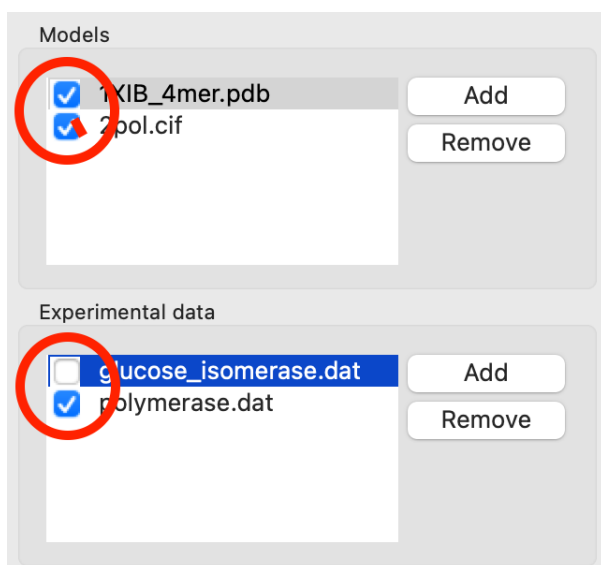 Models
1XIB_4mer.pdb
Add
2pol.cif
Remove
Experimental data
glucose_isomerase.dat
Add
polymerase.dat
Remove